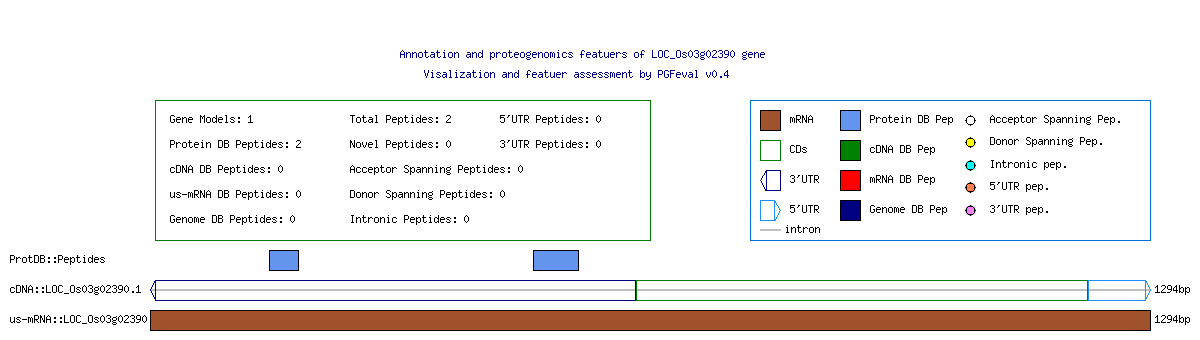 Annotation and proteogenomics featuers of LOC_Os03g02390 gene
Visalization and featuer assessment by PGFeval v0.4
Gene Models: 1 Total Peptides: 2 5'UTR Peptides: 0
Protein DB Peptides: 2 Novel Peptides: 0 3'UTR Peptides: 0
cDNA DB Peptides: 0 Acceptor Spanning Peptides: 0
us-mRNA DB Peptides: 0 Donor Spanning Peptides: 0
Genome DB Peptides: 0 Intronic Peptides: 0
mRNA Protein DB Pep Acceptor Spanning Pep.
CDs cDNA DB Pep Donor Spanning Pep.
3'UTR mRNA DB Pep Intronic pep.
5'UTR Genome DB Pep 5'UTR pep.
3'UTR pep.
intron
ProtDB::Peptides
cDNA::LOC_Os03g02390.1 1294bp
us-mRNA::LOC_Os03g02390 1294bp